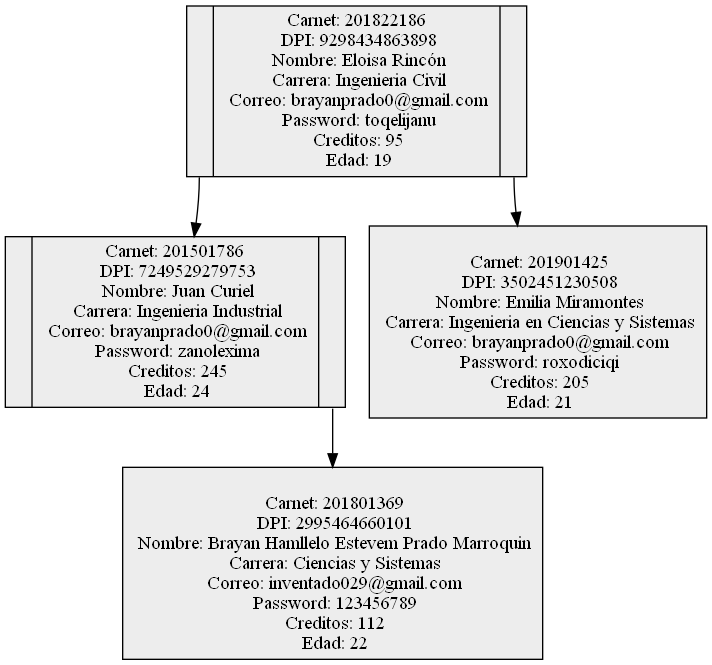 Carnet: 201822186
DPI: 9298434863898
Nombre: Eloisa Rincón
Carrera: Ingenieria Civil
Correo: brayanprado0@gmail.com
Password: toqelijanu
Creditos: 95
Edad: 19
Carnet: 201501786
DPI: 7249529279753
Nombre: Juan Curiel
Carrera: Ingenieria Industrial
Correo: brayanprado0@gmail.com
Password: zanolexima
Creditos: 245
Edad: 24
Carnet: 201901425
DPI: 3502451230508
Nombre: Emilia Miramontes
Carrera: Ingenieria en Ciencias y Sistemas
Correo: brayanprado0@gmail.com
Password: roxodiciqi
Creditos: 205
Edad: 21
Carnet: 201801369
DPI: 2995464660101
Nombre: Brayan Hamllelo Estevem Prado Marroquin
Carrera: Ciencias y Sistemas
Correo: inventado029@gmail.com
Password: 123456789
Creditos: 112
Edad: 22